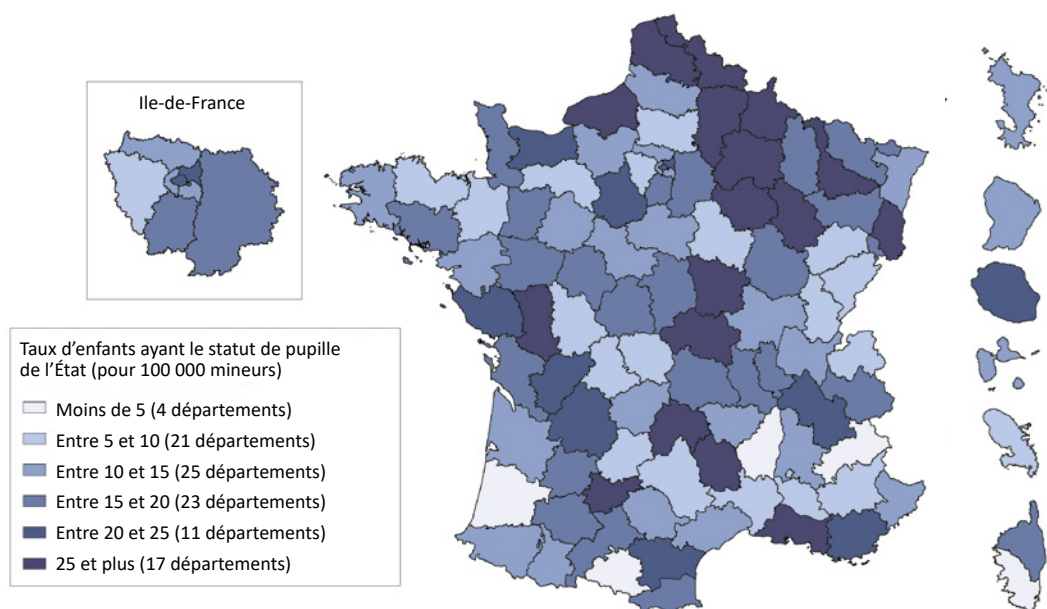 Ile-de-France
Taux d'enfants ayant le statut de pupille
de l'État (pour 100 000 mineurs)
Moins de 5 (4 départements)
Entre 5 et 10 (21 départements)
Entre 10 et 15 (25 départements)
Entre 15 et 20 (23 départements)
Entre 20 et 25 (11 départements)
25 et plus (17 départements)